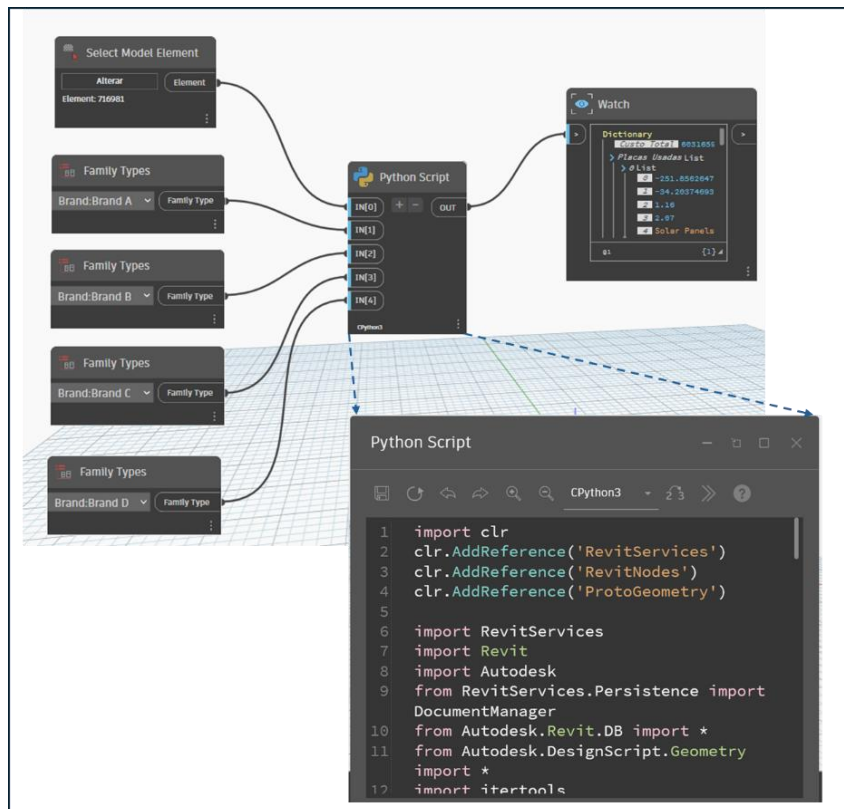 Select Model Element
Alterar
Element
Element: 716981
Family Types
Brand:Brand A
Family Type
Family Types
Brand:Brand B
Family Type
Family Types
Brand:Brand C
Family Type
Family Types
Brand:Brand D
Family Type
Python Script
IN[0]
+ -
OUT
IN[1]
IN[2]
IN[3]
IN[4]
CPython3
Watch
>
>
Dictionary
Custo Total
Placas Usadas List
0 List
0 -251.8562047
1 -34.20374693
2 1.16
3 2.07
4 Solar Panels
{1}
Python Script
CPython3
1 import clr
2 clr.AddReference('RevitServices')
3 clr.AddReference('RevitNodes')
4 clr.AddReference('ProtoGeometry')
5
6 import RevitServices
7 import Revit
8 import Autodesk
9 from RevitServices.Persistence import
DocumentManager
10 from Autodesk.Revit.DB import *
11 from Autodesk.DesignScript.Geometry
import *
12 import itertools